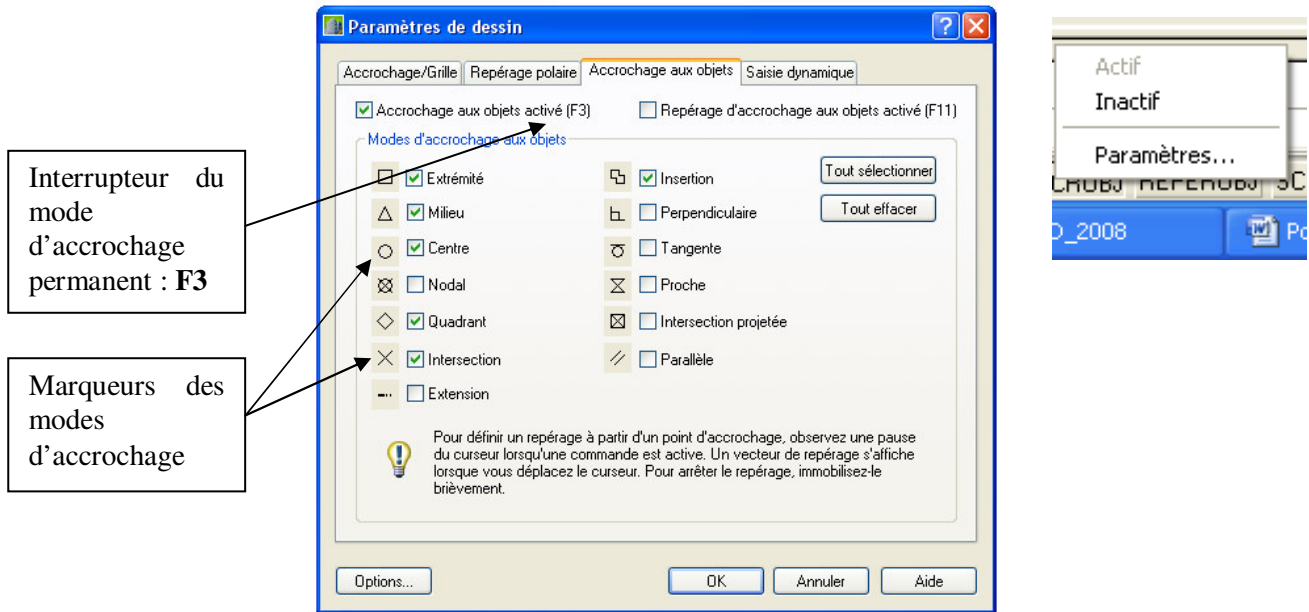 Paramètres de dessin
Accrochage/Grille Repérage polaire Accrochage aux objets Saisie dynamique
Accrochage aux objets activé (F3) Repérage d'accrochage aux objets activé (F11)
Modes d'accrochage aux objets
Extrémité Insertion Tout sélectionner
Milieu Perpendiculaire Tout effacer
Centre Tangente
Nodal Proche
Quadrant Intersection projetée
Intersection Parallèle
Extension
Pour définir un repérage à partir d'un point d'accrochage, observez une pause
du curseur lorsqu'une commande est active. Un vecteur de repérage s'affiche
lorsque vous déplacez le curseur. Pour arrêter le repérage, immobilisez-le
brièvement.
Options... OK Annuler Aide
Interrupteur du
mode
d'accrochage
permanent : F3
Marqueurs des
modes
d'accrochage
Actif
Inactif
Paramètres...
_2008